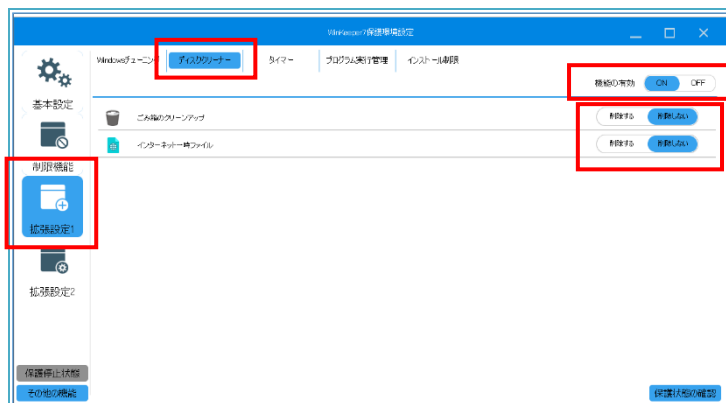 WinKeeper7保護環境設定
Windowsチューニング ディスククリーナー タイマー プログラム実行管理 インストール制限
機能の有効 ON OFF
基本設定
ごみ箱のクリーンアップ 削除する 削除しない
インターネット一時ファイル 削除する 削除しない
制限機能
拡張設定1
拡張設定2
保護停止状態
その他の機能 保護状態の確認